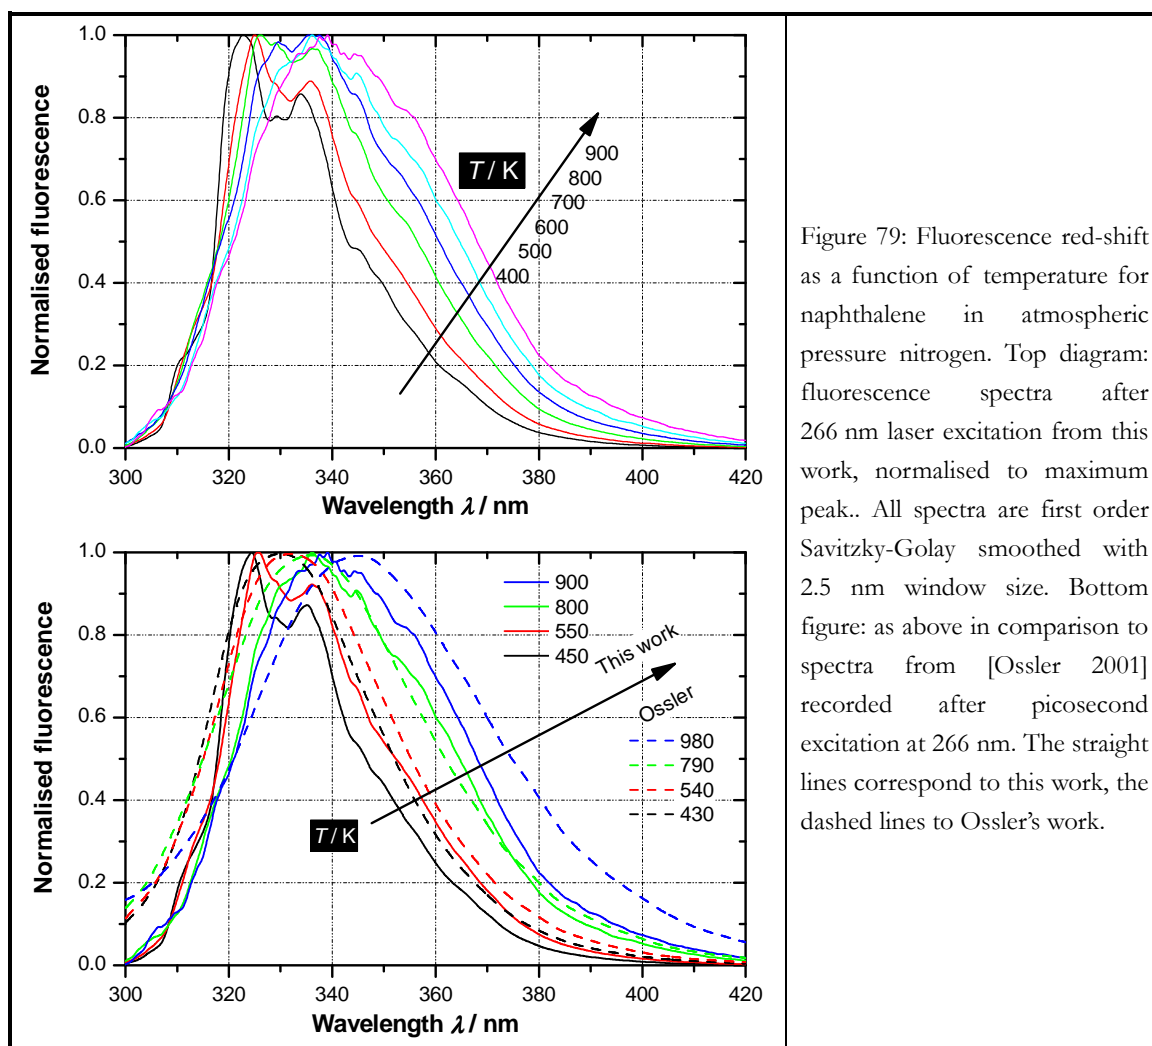 1.0
0.8
0.6
0.4
0.2
0.0
Normalised fluorescence
T / K
900
800
700
600
500
400
300 320 340 360 380 400 420
Wavelength λ / nm
1.0
0.8
0.6
0.4
0.2
0.0
Normalised fluorescence
900
800
550
450
This work
Ossler
980
790
540
430
T / K
300 320 340 360 380 400 420
Wavelength λ / nm
Figure 79: Fluorescence red-shift
as a function of temperature for
naphthalene in atmospheric
pressure nitrogen. Top diagram:
fluorescence spectra after
266 nm laser excitation from this
work, normalised to maximum
peak.. All spectra are first order
Savitzky-Golay smoothed with
2.5 nm window size. Bottom
figure: as above in comparison to
spectra from [Ossler 2001]
recorded after picosecond
excitation at 266 nm. The straight
lines correspond to this work, the
dashed lines to Ossler's work.